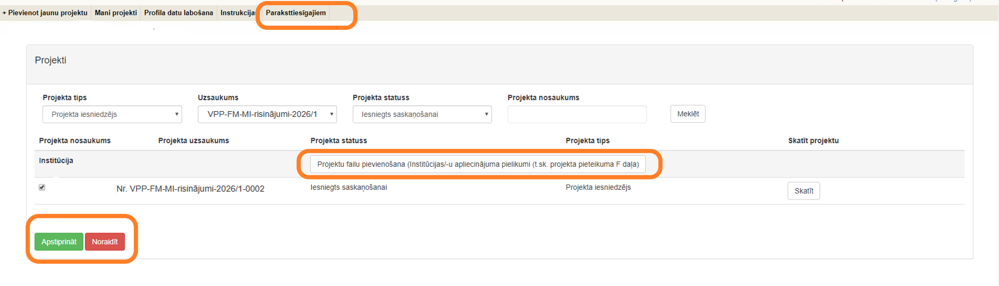 + Pievienot jaunu projektu Mani projekti Profila datu labošana Instrukcijas Paraksttiesīgajiem
Projekti
Projekta tips Uzsaukums Projekta statuss Projekta nosaukums
Projekta iesniedzējs VPP-FM-MI-risinājumi-2026/1 Iesniegts saskaņošanai Meklēt
Projekta nosaukums Projekta uzsaukums Projekta statuss Projekta tips Skatīt projektu
Institūcija Projektu failu pievienošana (Institūcijas/-u apliecinājuma pielikumi (t.sk. projekta pieteikuma F daļa)
Nr. VPP-FM-MI-risinājumi-2026/1-0002 Iesniegts saskaņošanai Projekta iesniedzējs Skatīt
Apstiprināt Noraidīt